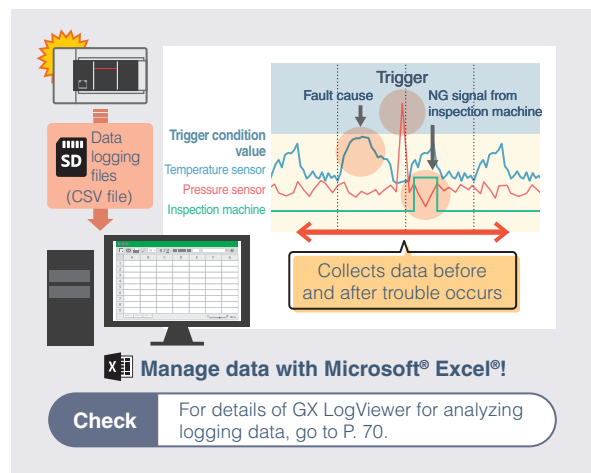 Trigger
Fault cause
NG signal from
inspection machine
SD
Data
logging
files
(CSV file)
Trigger condition
value
Temperature sensor
Pressure sensor
Inspection machine
Collects data before
and after trouble occurs
Manage data with Microsoft® Excel®!
Check
For details of GX LogViewer for analyzing
logging data, go to P. 70.